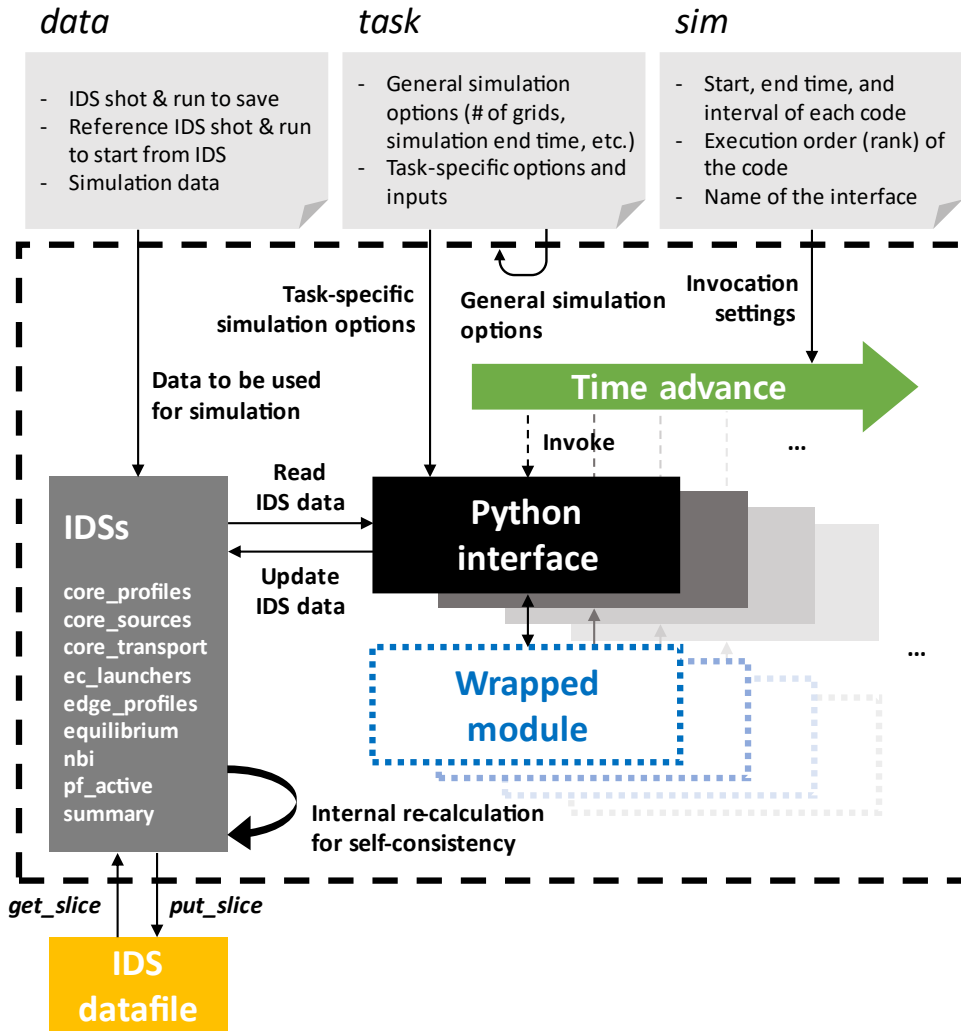 data
task
sim
- IDS shot & run to save
- Reference IDS shot & run
to start from IDS
- Simulation data
- General simulation
options (# of grids,
simulation end time, etc.)
- Task-specific options and
inputs
- Start, end time, and
interval of each code
- Execution order (rank) of
the code
- Name of the interface
Task-specific
simulation options
General simulation
options
Invocation
settings
Data to be used
for simulation
Time advance
Invoke
...
Read
IDS data
Update
IDS data
Python
interface
IDSs
core_profiles
core_sources
core_transport
ec_launchers
edge_profiles
equilibrium
nbi
pf_active
summary
...
Wrapped
module
Internal re-calculation
for self-consistency
get_slice
put_slice
IDS
datafile